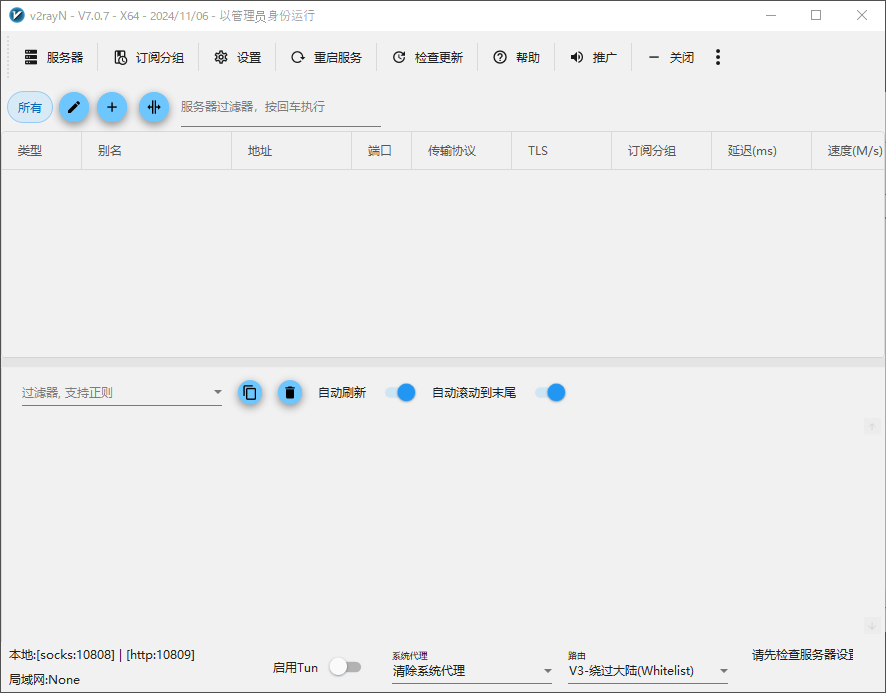 v2rayN - V7.0.7 - X64 - 2024/11/06 - 以管理员身份运行
服务器 订阅分组 设置 重启服务 检查更新 帮助 推广 关闭
所有 服务器过滤器，按回车执行
类型 别名 地址 端口 传输协议 TLS 订阅分组 延迟(ms) 速度(M/s)
过滤器, 支持正则 自动刷新 自动滚动到末尾
本地:[socks:10808] | [http:10809]
局域网:None
启用Tun
系统代理
清除系统代理
路由
V3-绕过大陆(Whitelist)
请先检查服务器设